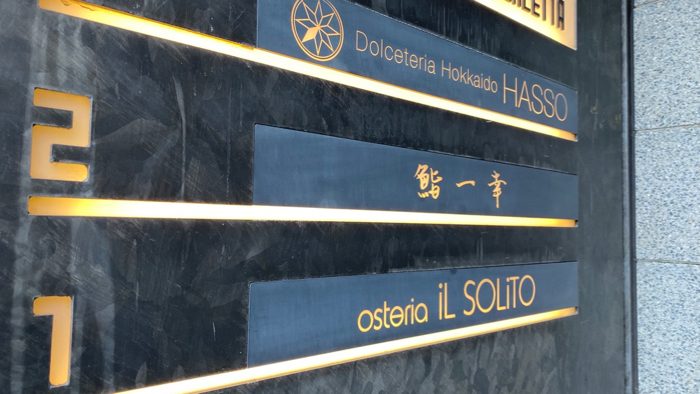 Dolceteria Hokkaido HASSO
2
鮨 一 幸
1
osteria iL SOLiTO